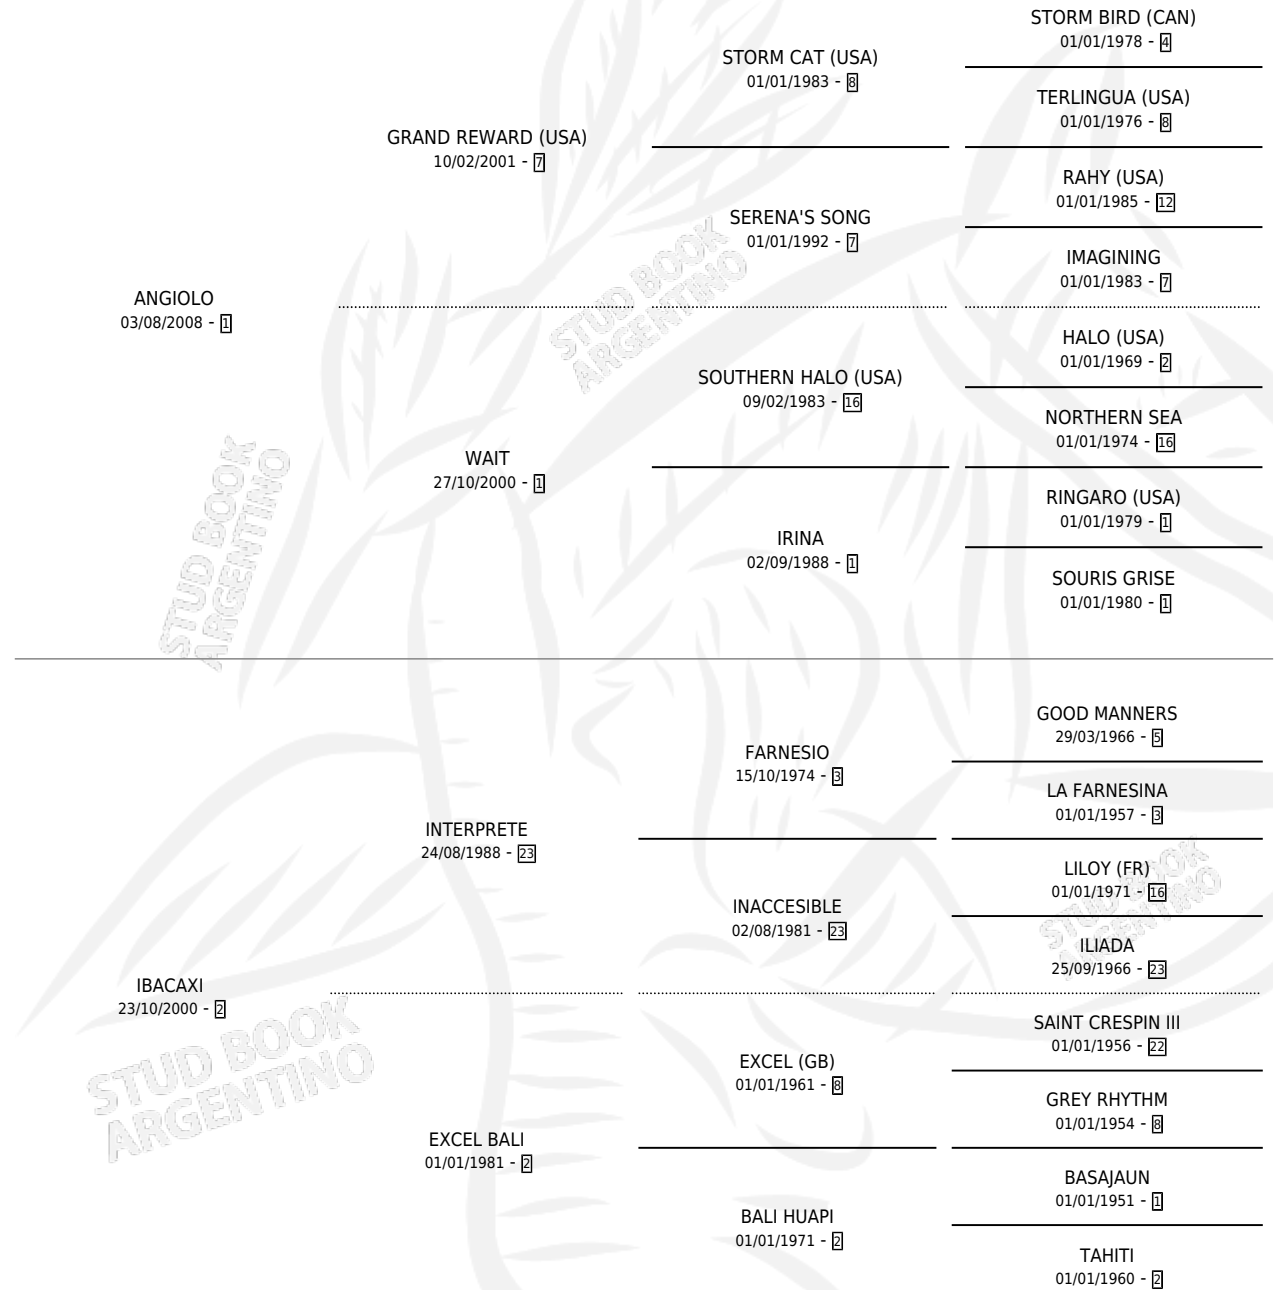 STORM BIRD (CAN)
01/01/1978 - 4
STORM CAT (USA)
01/01/1983 - 8
TERLINGUA (USA)
01/01/1976 - 8
GRAND REWARD (USA)
10/02/2001 - 7
RAHY (USA)
01/01/1985 - 12
SERENA'S SONG
01/01/1992 - 7
IMAGINING
01/01/1983 - 7
ANGIOLO
03/08/2008 - 1
HALO (USA)
01/01/1969 - 2
SOUTHERN HALO (USA)
09/02/1983 - 16
NORTHERN SEA
01/01/1974 - 16
WAIT
27/10/2000 - 1
RINGARO (USA)
01/01/1979 - 1
IRINA
02/09/1988 - 1
SOURIS GRISE
01/01/1980 - 1
STUD BOOK
ARGENTINO
STUD BOOK
ARGENTINO
GOOD MANNERS
29/03/1966 - 5
FARNESIO
15/10/1974 - 3
LA FARNESINA
01/01/1957 - 3
INTERPRETE
24/08/1988 - 23
LILOY (FR)
01/01/1971 - 16
INACCESIBLE
02/08/1981 - 23
ILIADA
25/09/1966 - 23
IBACAXI
23/10/2000 - 2
SAINT CRESPIN III
01/01/1956 - 22
EXCEL (GB)
01/01/1961 - 8
GREY RHYTHM
01/01/1954 - 8
EXCEL BALI
01/01/1981 - 2
BASAJAUN
01/01/1951 - 1
BALI HUAPI
01/01/1971 - 2
TAHITI
01/01/1960 - 2
STUD BOOK
ARGENTINO
STUD BOOK
ARGENTINO